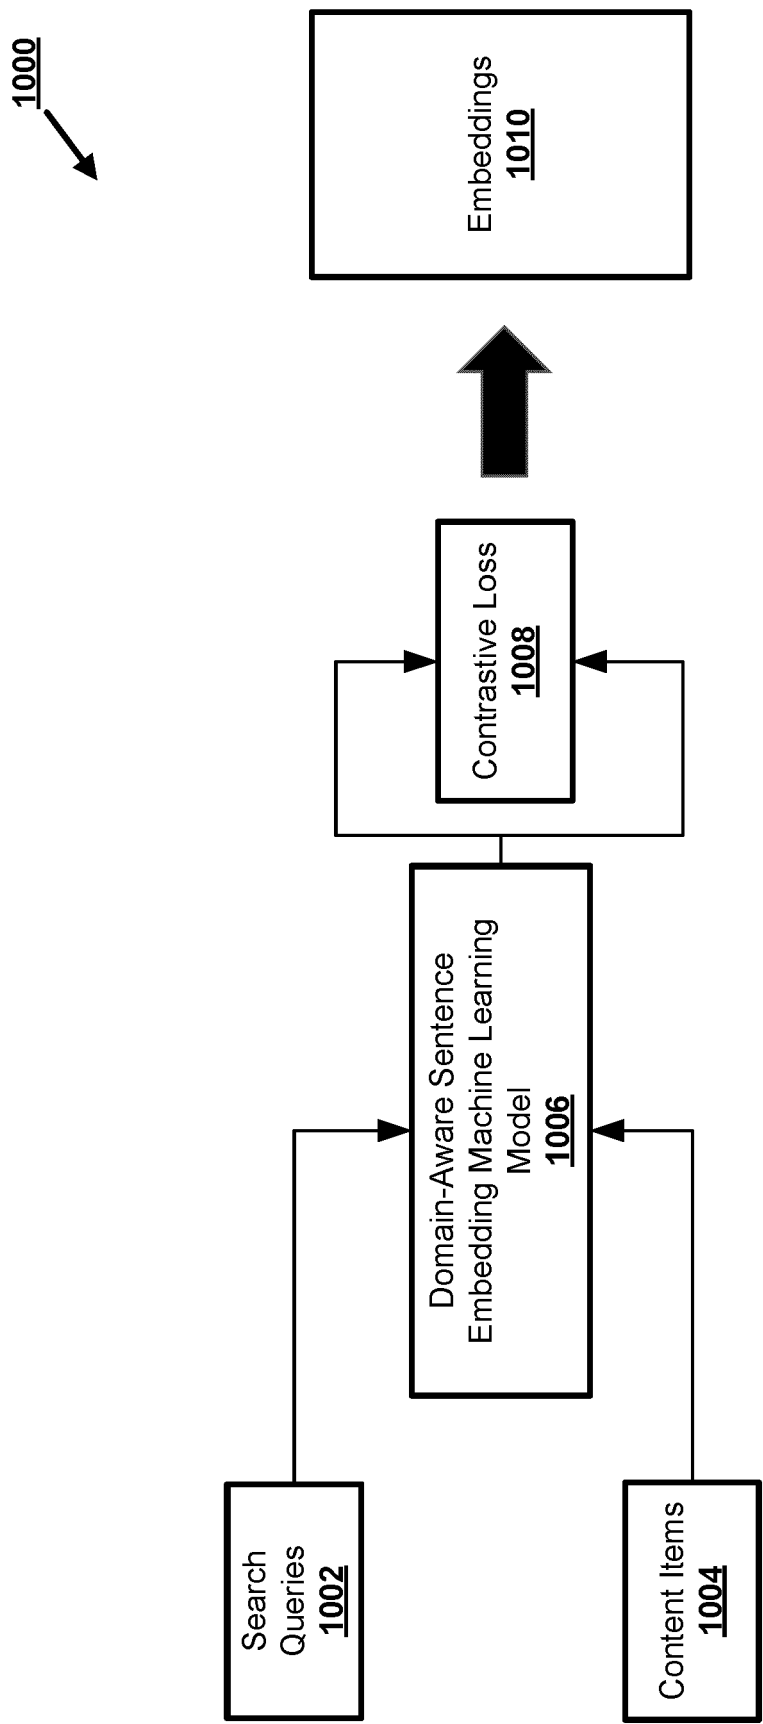 1000
Search
Queries
1002
Content Items
1004
Domain-Aware Sentence
Embedding Machine Learning
Model
1006
Contrastive Loss
1008
Embeddings
1010